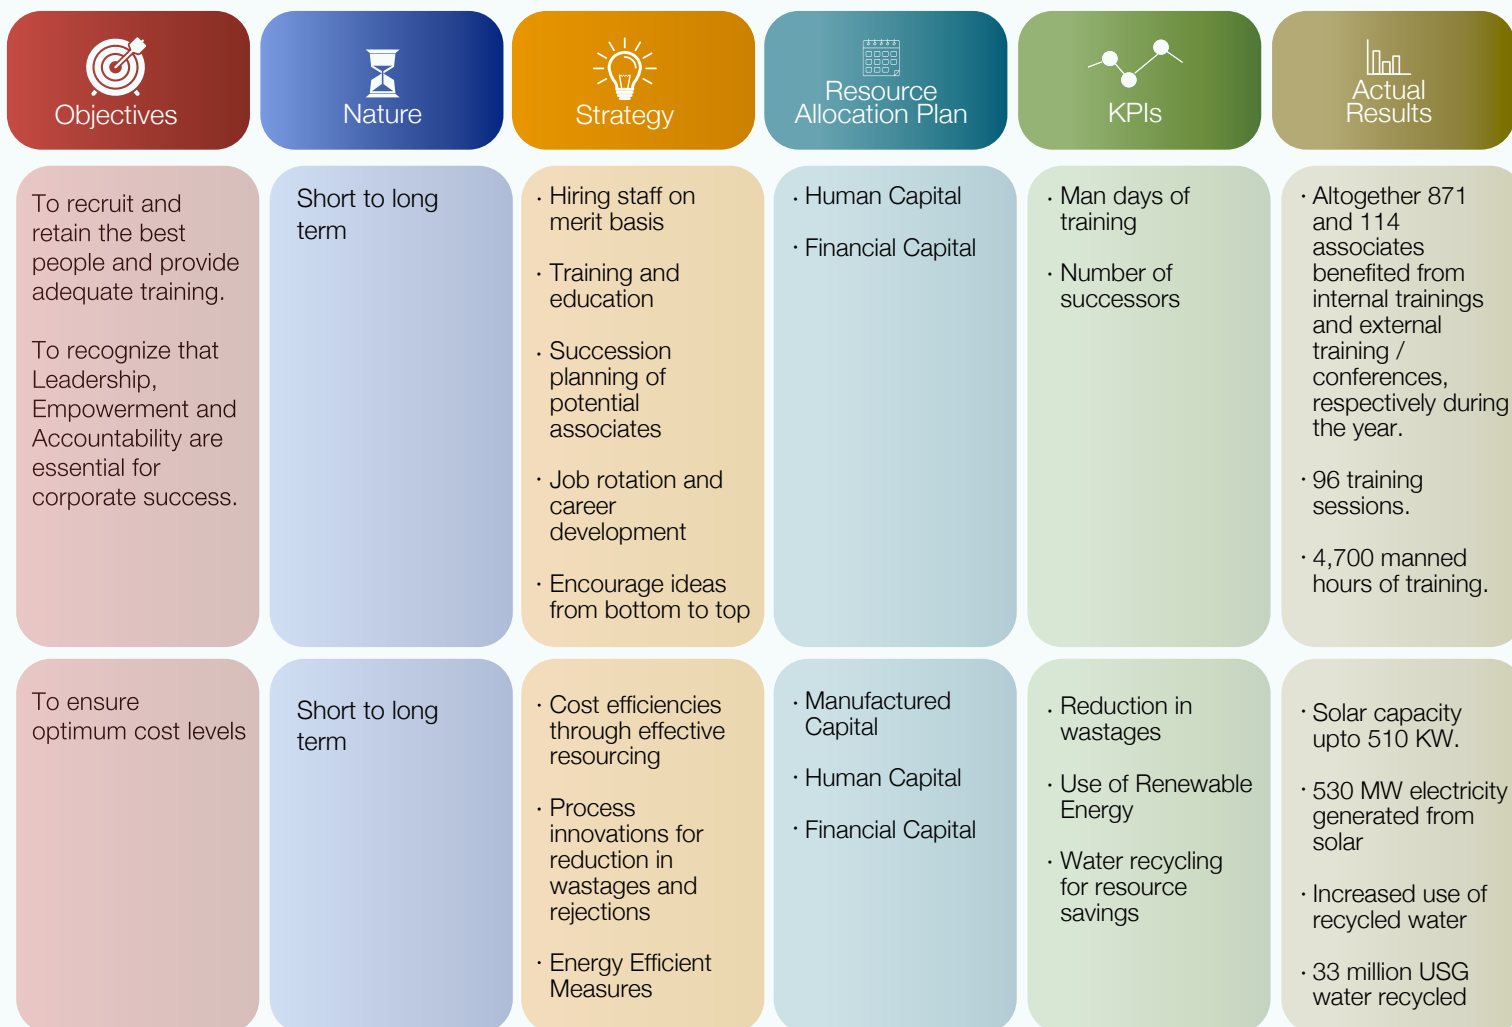 Objectives
Nature
Strategy
Resource
Allocation Plan
KPIs
Actual
Results
To recruit and
retain the best
people and provide
adequate training.
To recognize that
Leadership,
Empowerment and
Accountability are
essential for
corporate success.
Short to long
term
· Hiring staff on
merit basis
· Training and
education
· Succession
planning of
potential
associates
· Job rotation and
career
development
· Encourage ideas
from bottom to top
· Human Capital
· Financial Capital
· Man days of
training
· Number of
successors
· Altogether 871
and 114
associates
benefited from
internal trainings
and external
training /
conferences,
respectively during
the year.
· 96 training
sessions.
· 4,700 manned
hours of training.
To ensure
optimum cost levels
Short to long
term
· Cost efficiencies
through effective
resourcing
· Process
innovations for
reduction in
wastages and
rejections
· Energy Efficient
Measures
· Manufactured
Capital
· Human Capital
· Financial Capital
· Reduction in
wastages
· Use of Renewable
Energy
· Water recycling
for resource
savings
· Solar capacity
upto 510 KW.
· 530 MW electricity
generated from
solar
· Increased use of
recycled water
· 33 million USG
water recycled